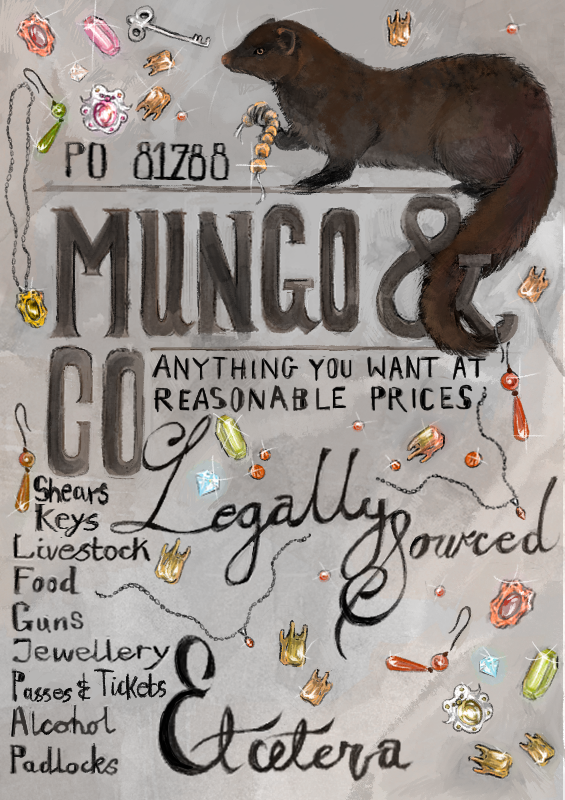 PO 81288
MUNGO &
CO
ANYTHING YOU WANT AT
REASONABLE PRICES.
Legally
Sourced
Shears
Keys
Livestock
Food
Guns
Jewellery
Passes & Tickets
Alcohol
Padlocks
Etcetera